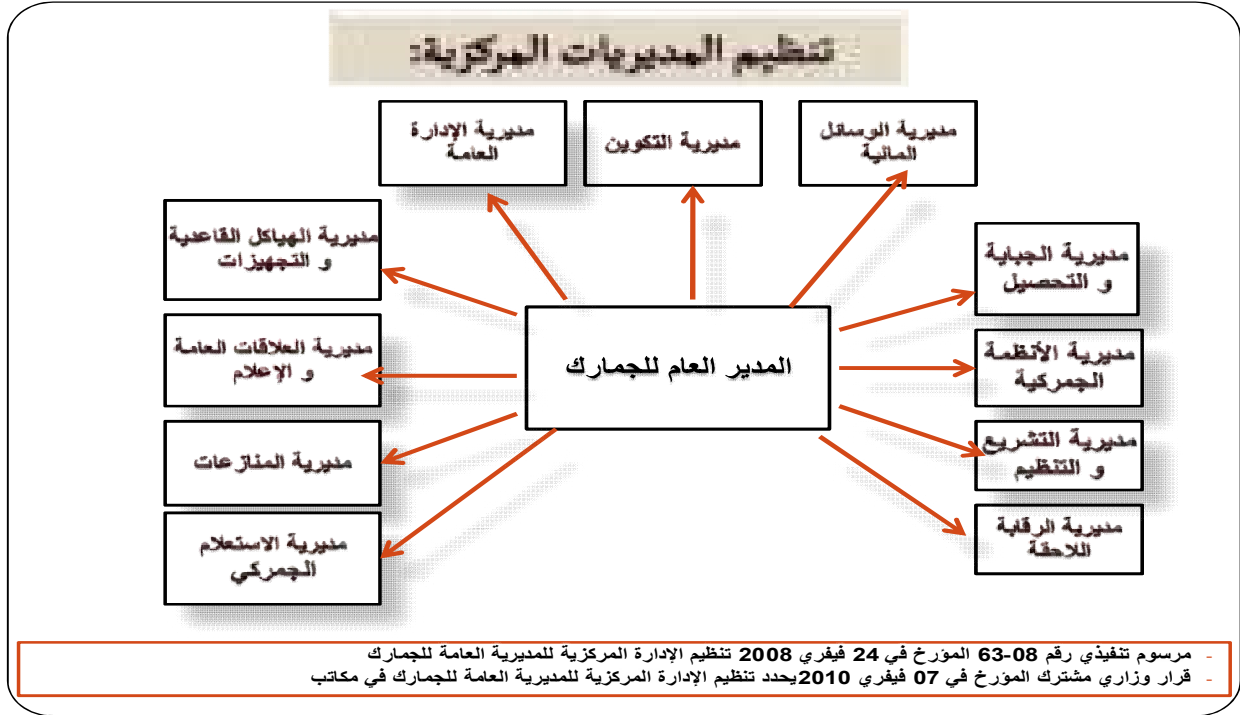 تنظيم المديريات المركزية:
مديرية الوسائل
المالية
مديرية التكوين
مديرية الإدارة
العامة
مديرية الجباية
و التحصيل
مديرية الأنظمة
الجمركية
مديرية التشريع
و التنظيم
مديرية الرقابة
اللاحقة
المدير العام للجمارك
مديرية الهياكل القاعدية
و التجهيزات
مديرية العلاقات العامة
و الإعلام
مديرية المنازعات
مديرية الاستعلام
الجمركي
- مرسوم تنفيذي رقم 08-63 المؤرخ في 24 فيفري 2008 تنظيم الإدارة المركزية للمديرية العامة للجمارك
- قرار وزاري مشترك المؤرخ في 07 فيفري 2010يحدد تنظيم الإدارة المركزية للمديرية العامة للجمارك في مكاتب